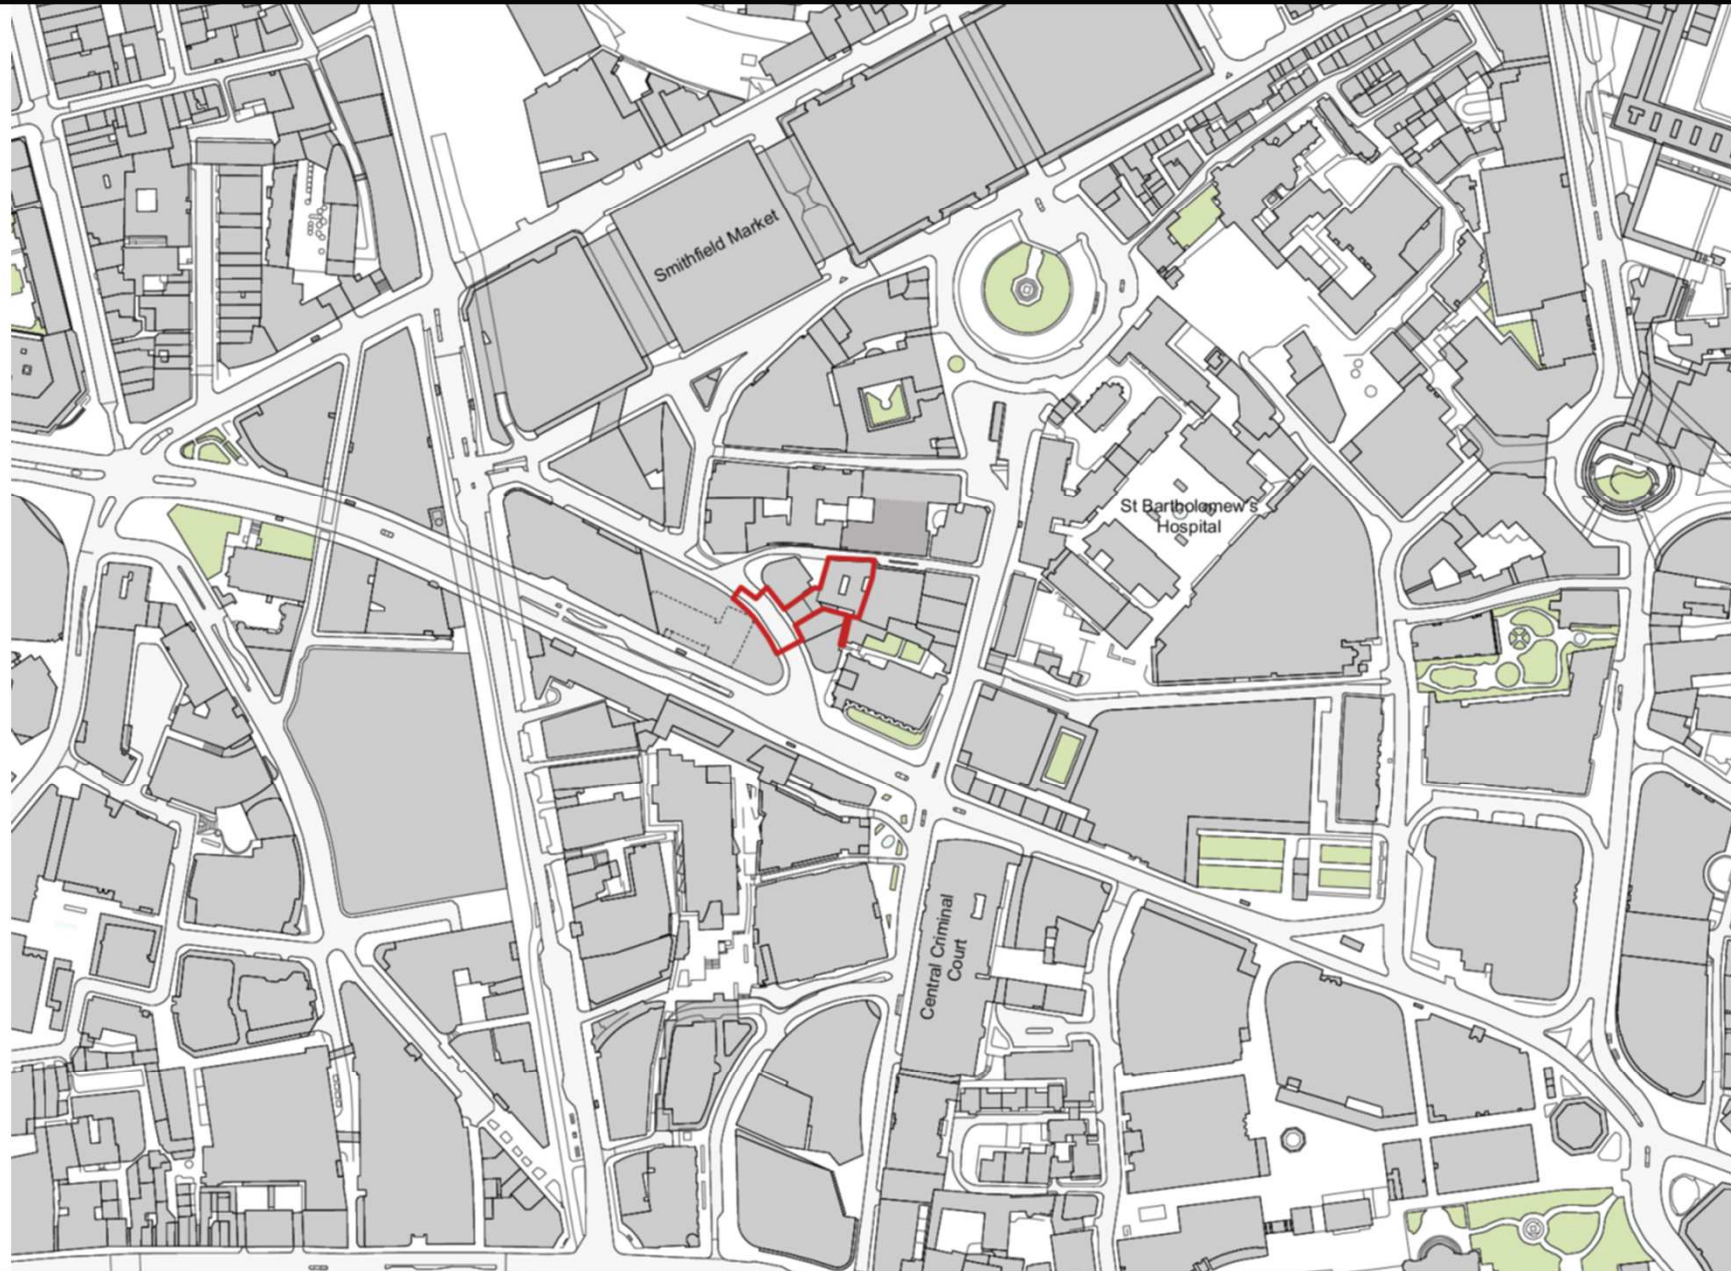 Smithfield Market
St Bartholomew's
Hospital
Central Criminal
Court